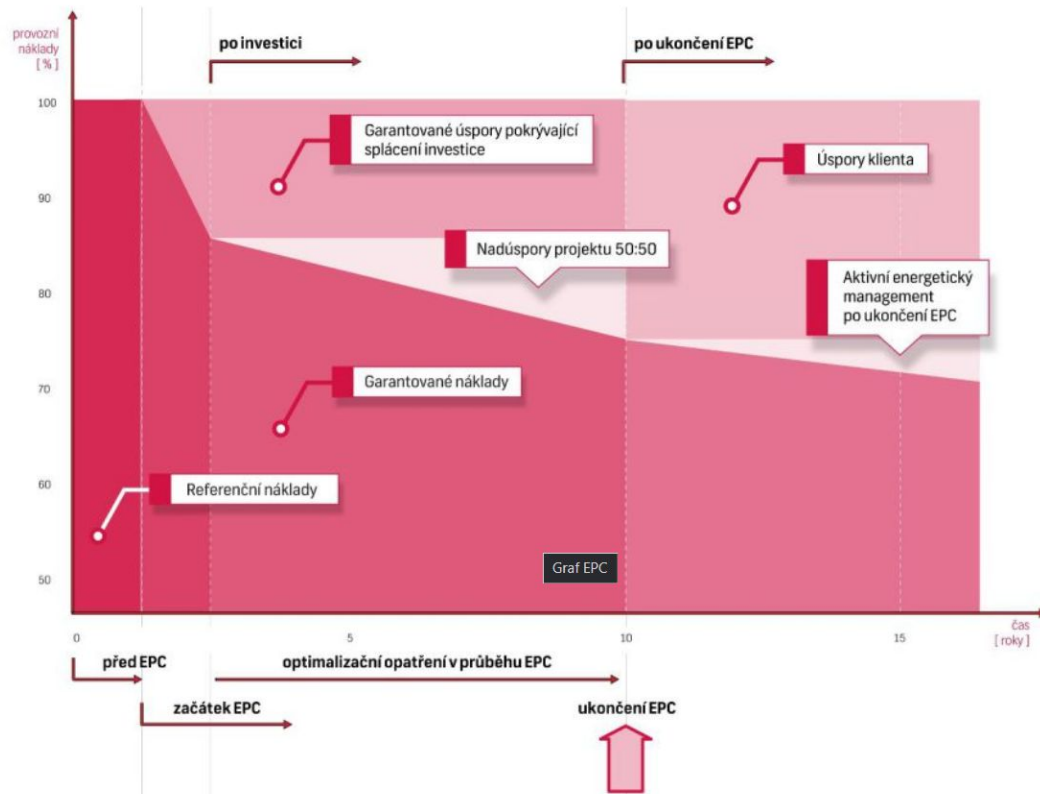 provozní
náklady
[ % ]
po investici
po ukončení EPC
100
90
80
70
60
50
Garantované úspory pokrývající
splácení investice
Úspory klienta
Nadúspory projektu 50:50
Aktivní energetický
management
po ukončení EPC
Garantované náklady
Referenční náklady
Graf EPC
0
5
10
15
čas
[ roky ]
před EPC
optimalizační opatření v průběhu EPC
začátek EPC
ukončení EPC